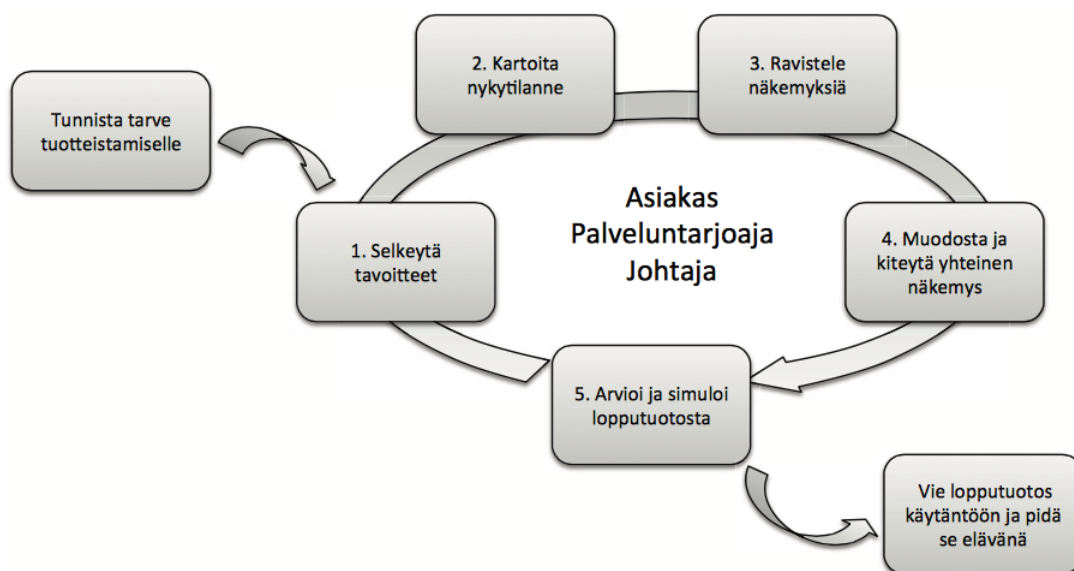 Tunnista tarve
tuotteistamiselle
1. Selkeytä
tavoitteet
2. Kartoita
nykytilanne
3. Ravistele
näkemyksiä
4. Muodosta ja
kiteytä yhteinen
näkemys
5. Arvioi ja simuloi
lopputuotosta
Asiakas
Palveluntarjoaja
Johtaja
Vie lopputuotos
käytäntöön ja pidä
se elävänä